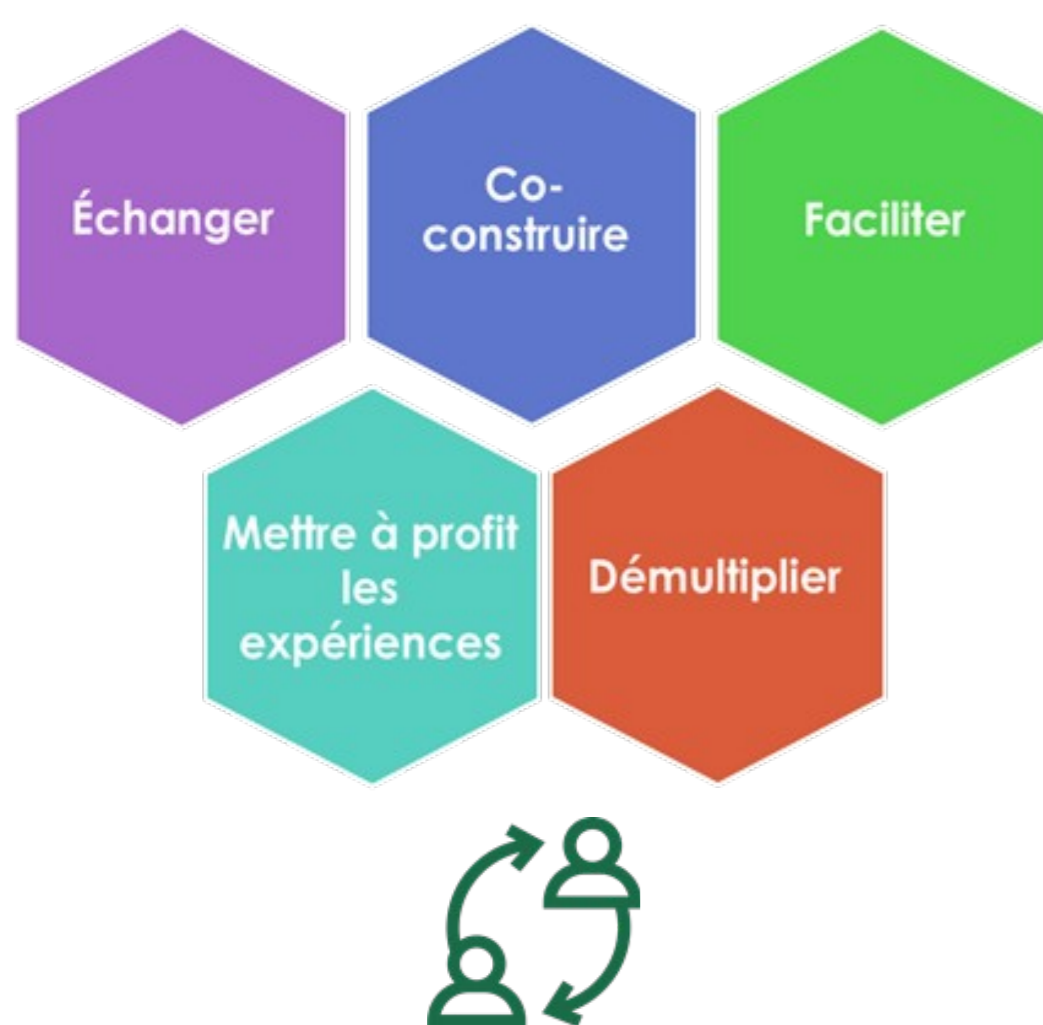 Échanger
Co-
construire
Faciliter
Mettre à profit
les
expériences
Démultiplier